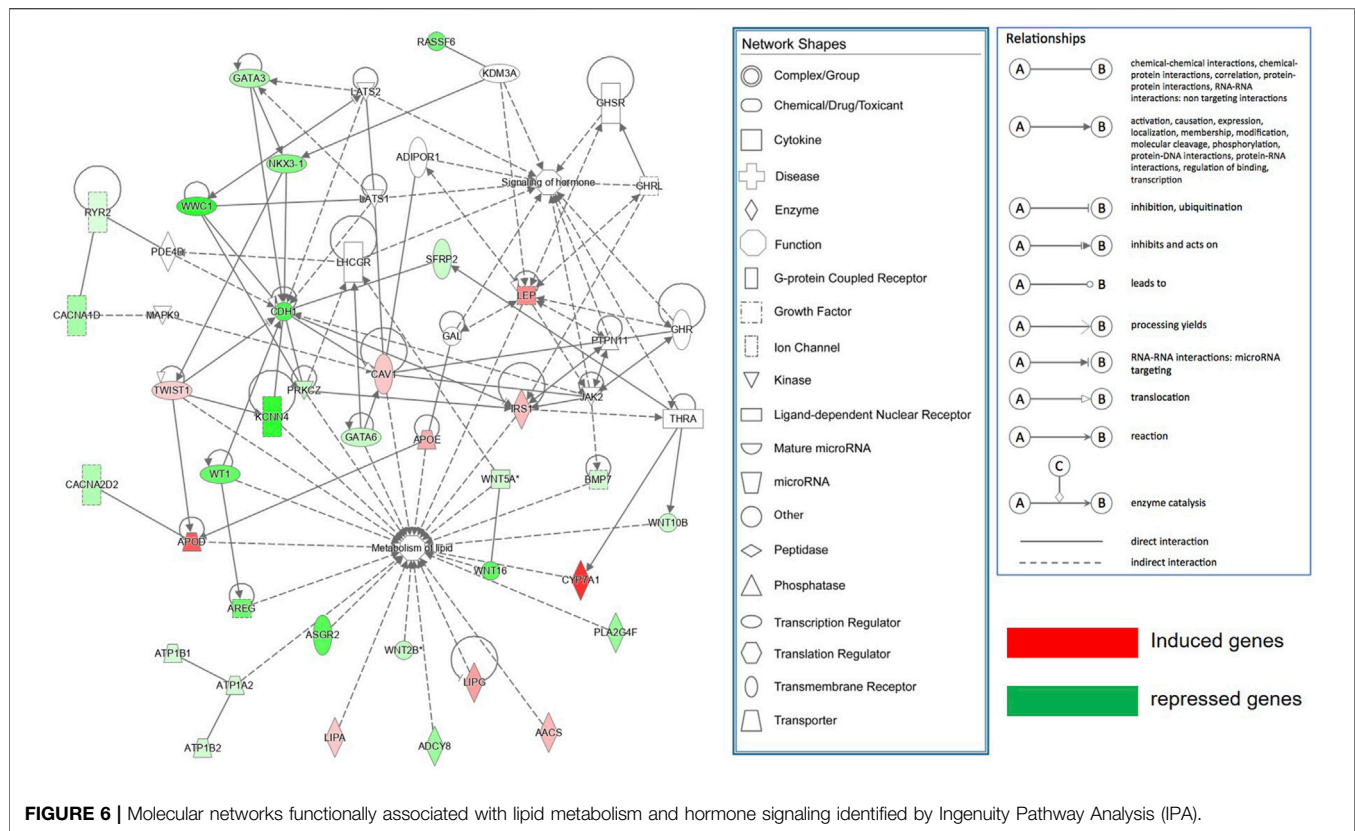 RASSF6
KDM3A
GATA3
LATS2
GHSR
NKX3-1
ADIPOR1
Signaling of hormone
GHRL
LATS1
WWC1
RYR2
PDE4D
LHCGR
SFRP2
LEP
CACNA1D
MAPK9
CDH1
GAL
PTPN11
GHR
TWIST1
PRKCZ
CAV1
IRS1
JAK2
THRA
KCNN4
GATA6
APOE
WT1
CACNA2D2
WNT5A*
BMP7
WNT10B
APOD
Metabolism of lipid
WNT16
CYP7A1
AREG
ASGR2
WNT2B*
PLA2G4F
ATP1B1
ATP1A2
LIPG
ATP1B2
LIPA
ADCY8
AACS
Network Shapes
Complex/Group
Chemical/Drug/Toxicant
Cytokine
Disease
Enzyme
Function
G-protein Coupled Receptor
Growth Factor
Ion Channel
Kinase
Ligand-dependent Nuclear Receptor
Mature microRNA
microRNA
Other
Peptidase
Phosphatase
Transcription Regulator
Translation Regulator
Transmembrane Receptor
Transporter
Relationships
A B chemical-chemical interactions, chemical-
protein interactions, correlation, protein-
protein interactions, RNA-RNA
interactions: non targeting interactions
A B activation, causation, expression,
localization, membership, modification,
molecular cleavage, phosphorylation,
protein-DNA interactions, protein-RNA
interactions, regulation of binding,
transcription
A B inhibition, ubiquitination
A B inhibits and acts on
A B leads to
A B processing yields
A B RNA-RNA interactions: microRNA
targeting
A B translocation
A B reaction
C
A B enzyme catalysis
direct interaction
indirect interaction
Induced genes
repressed genes
FIGURE 6 | Molecular networks functionally associated with lipid metabolism and hormone signaling identified by Ingenuity Pathway Analysis (IPA).